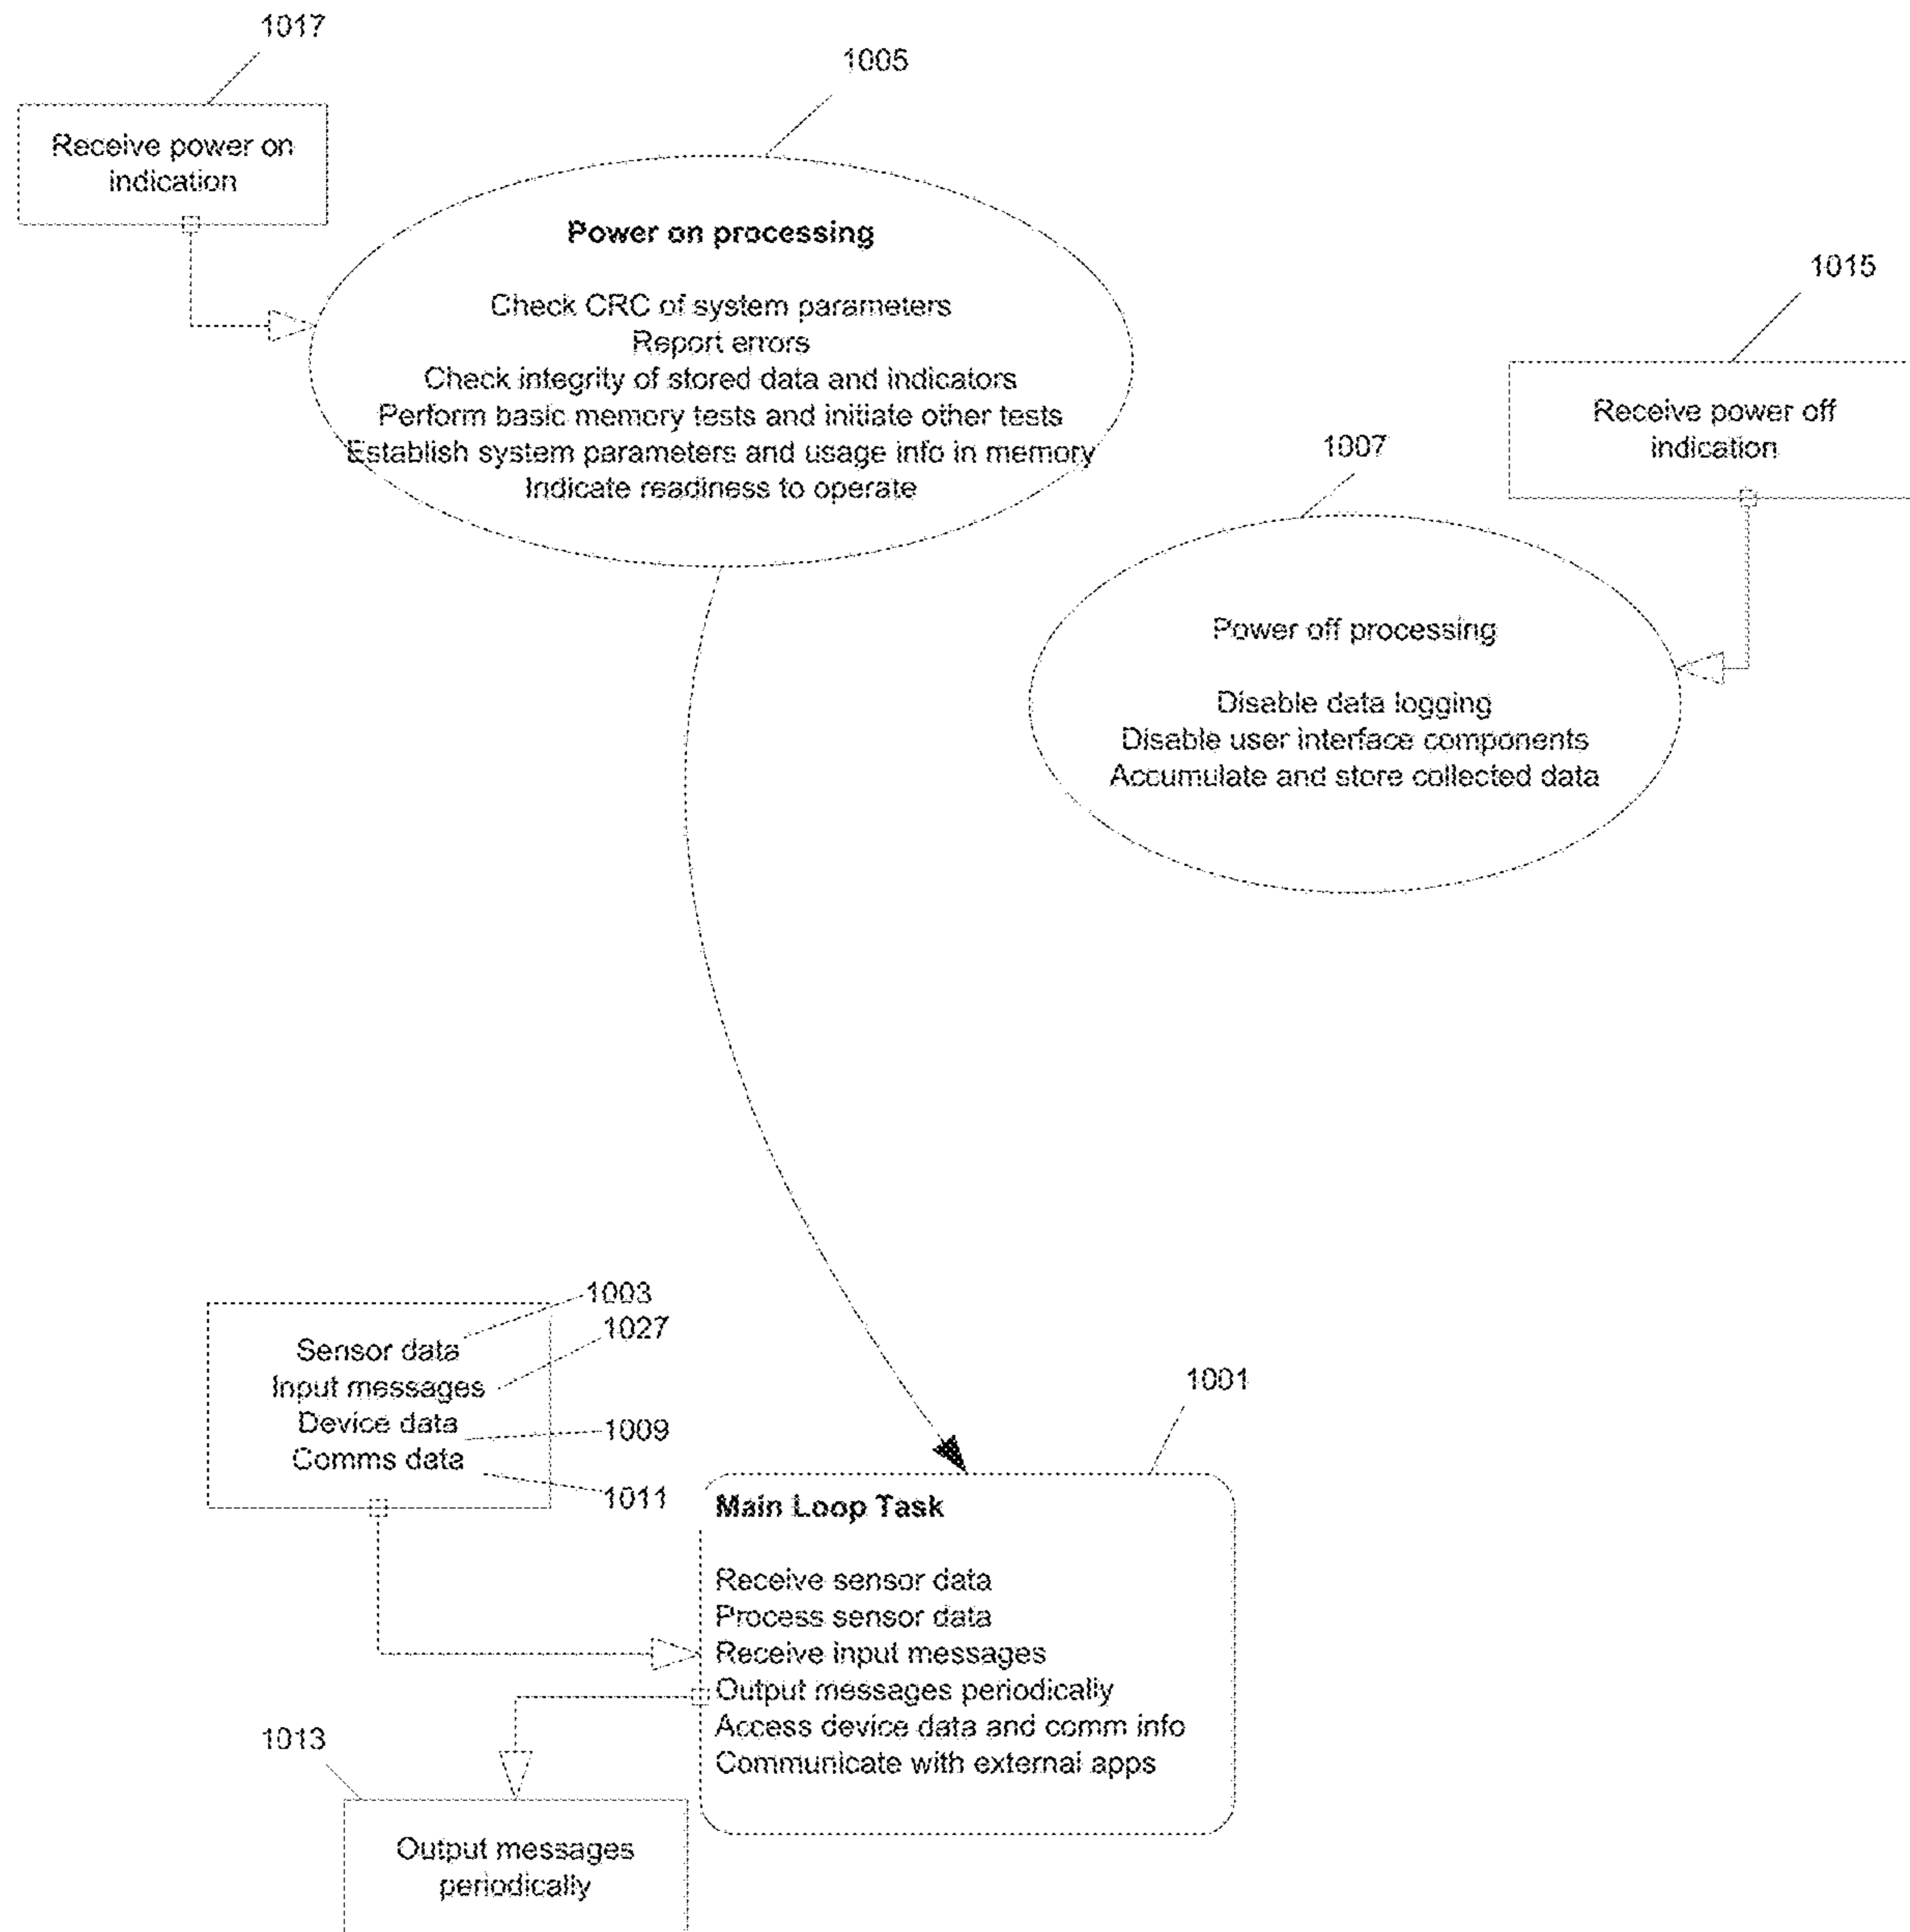 1017
Receive power on
indication
1005
Power on processing
Check CRC of system parameters
Report errors
Check integrity of stored data and indicators
Perform basic memory tests and initiate other tests
Establish system parameters and usage info in memory
Indicate readiness to operate
1015
Receive power off
indication
1007
Power off processing
Disable data logging
Disable user interface components
Accumulate and store collected data
1003
1027
1009
1011
Sensor data
Input messages
Device data
Comms data
1001
Main Loop Task
Receive sensor data
Process sensor data
Receive input messages
Output messages periodically
Access device data and comm info
Communicate with external apps
1013
Output messages
periodically